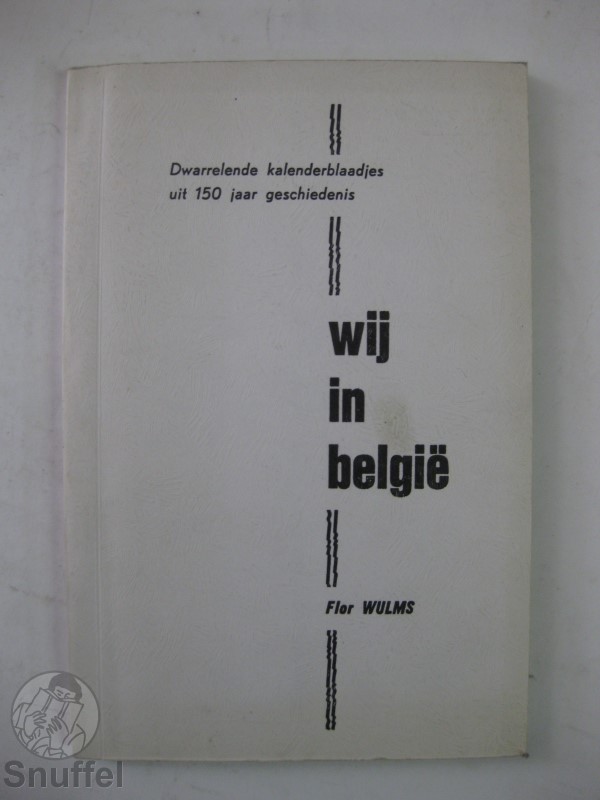 Dwarrelende kalenderblaadjes
uit 150 jaar geschiedenis
wij
in
belgië
Flor WULMS
Snuffel